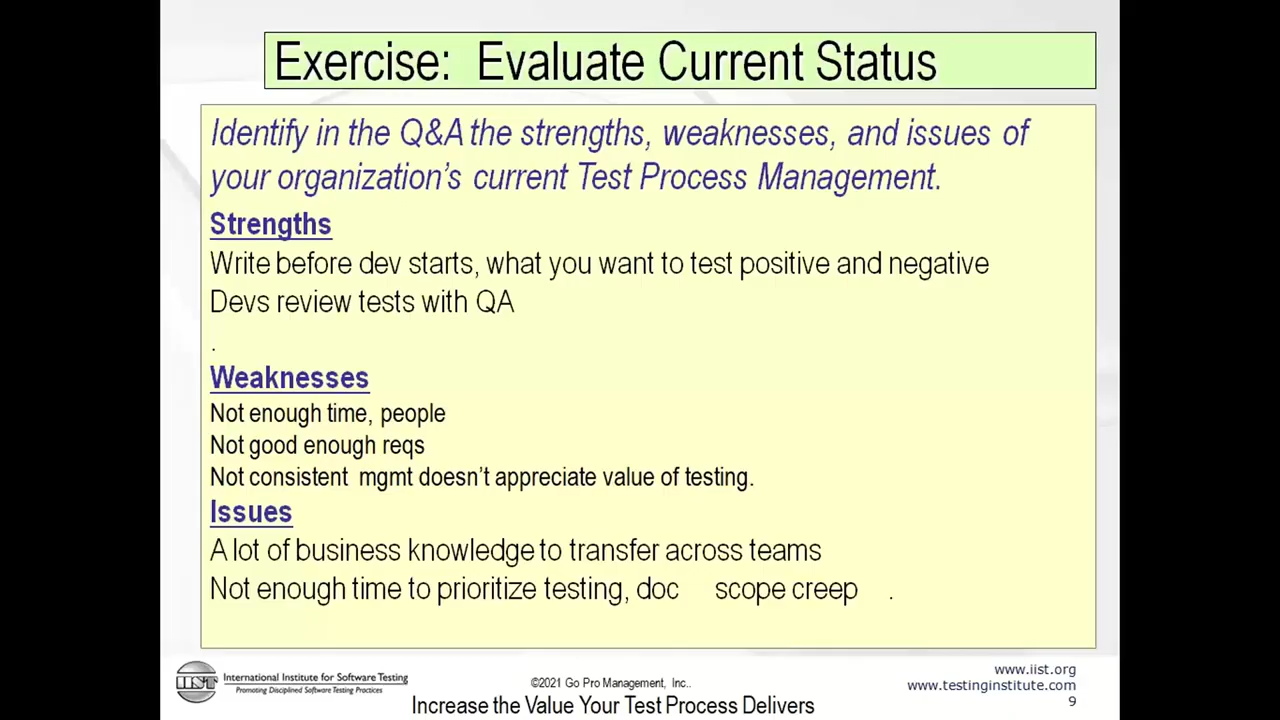 Exercise: Evaluate Current Status
Identify in the Q&A the strengths, weaknesses, and issues of
your organization’s current Test Process Management.
Strengths
Write before dev starts, what you want to test positive and negative
Devs review tests with QA
.
Weaknesses
Not enough time, people
Not good enough reqs
Not consistent mgmt doesn’t appreciate value of testing.
Issues
A lot of business knowledge to transfer across teams
Not enough time to prioritize testing, doc scope creep .
IIST
International Institute for Software Testing
Promoting Disciplined Software Testing Practices
©2021 Go Pro Management, Inc..
Increase the Value Your Test Process Delivers
www.iist.org
www.testinginstitute.com
9